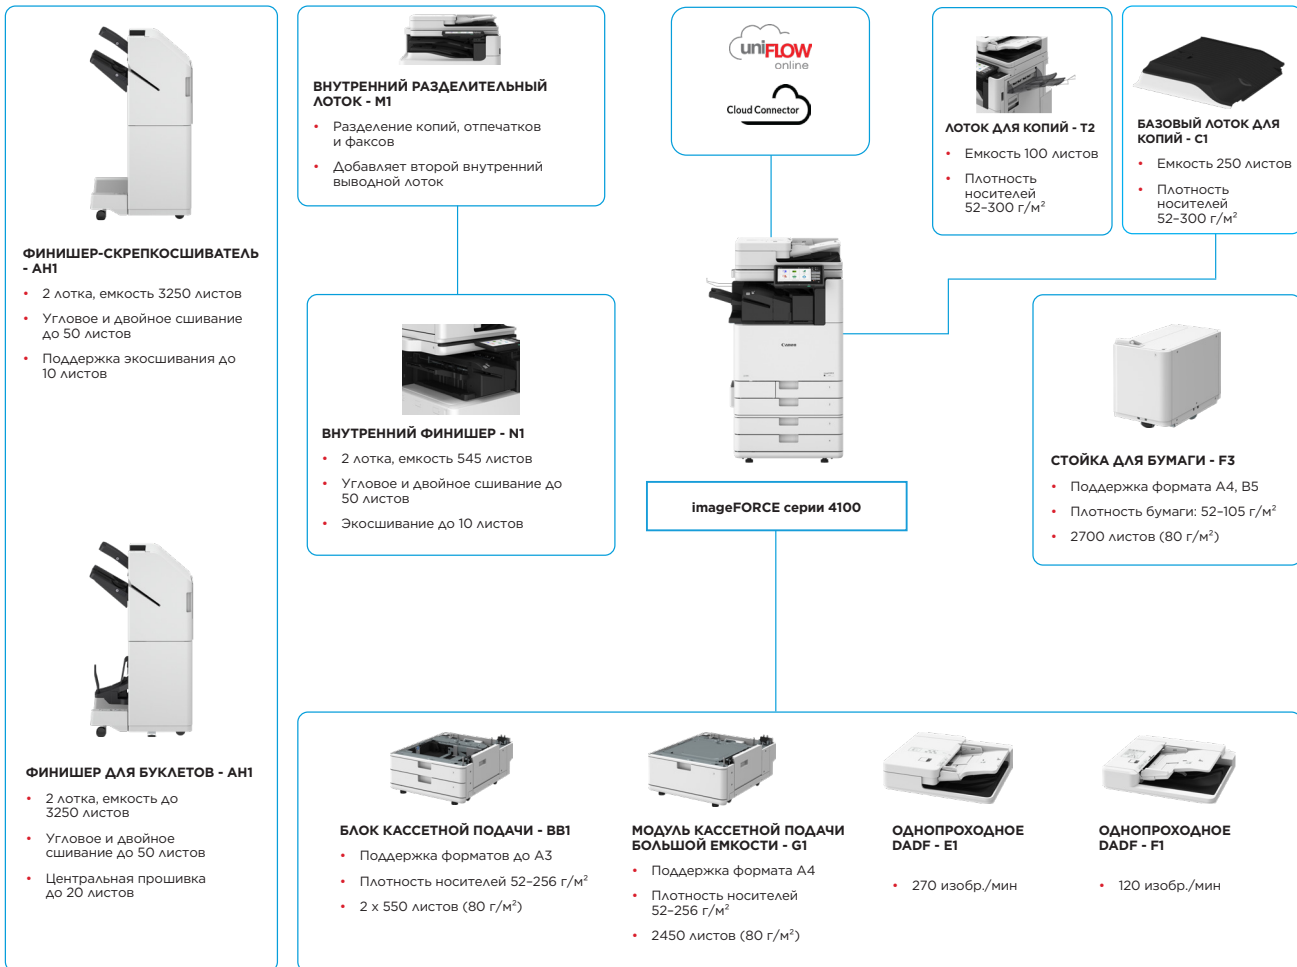 ФИНИШЕР-СКРЕПКОСШИВАТЕЛЬ
- AH1
• 2 лотка, емкость 3250 листов
• Угловое и двойное сшивание
до 50 листов
• Поддержка экосшивания до
10 листов
ФИНИШЕР ДЛЯ БУКЛЕТОВ - AH1
• 2 лотка, емкость до
3250 листов
• Угловое и двойное
сшивание до 50 листов
• Центральная прошивка
до 20 листов
ВНУТРЕННИЙ РАЗДЕЛИТЕЛЬНЫЙ
ЛОТОК - M1
• Разделение копий, отпечатков
и факсов
• Добавляет второй внутренний
выводной лоток
ВНУТРЕННИЙ ФИНИШЕР - N1
• 2 лотка, емкость 545 листов
• Угловое и двойное сшивание до
50 листов
• Экосшивание до 10 листов
uniFLOW
online
Cloud Connector
Canon
imageFORCE серии 4100
ЛОТОК ДЛЯ КОПИЙ - T2
• Емкость 100 листов
• Плотность
носителей
52–300 г/м²
БАЗОВЫЙ ЛОТОК ДЛЯ
КОПИЙ - C1
• Емкость 250 листов
• Плотность
носителей
52–300 г/м²
СТОЙКА ДЛЯ БУМАГИ - F3
• Поддержка формата A4, B5
• Плотность бумаги: 52–105 г/м²
• 2700 листов (80 г/м²)
БЛОК КАССЕТНОЙ ПОДАЧИ - BB1
• Поддержка форматов до A3
• Плотность носителей 52–256 г/м²
• 2 x 550 листов (80 г/м²)
МОДУЛЬ КАССЕТНОЙ ПОДАЧИ
БОЛЬШОЙ ЕМКОСТИ - G1
• Поддержка формата A4
• Плотность носителей
52–256 г/м²
• 2450 листов (80 г/м²)
ОДНОПРОХОДНОЕ
DADF - E1
• 270 изобр./мин
ОДНОПРОХОДНОЕ
DADF - F1
• 120 изобр./мин